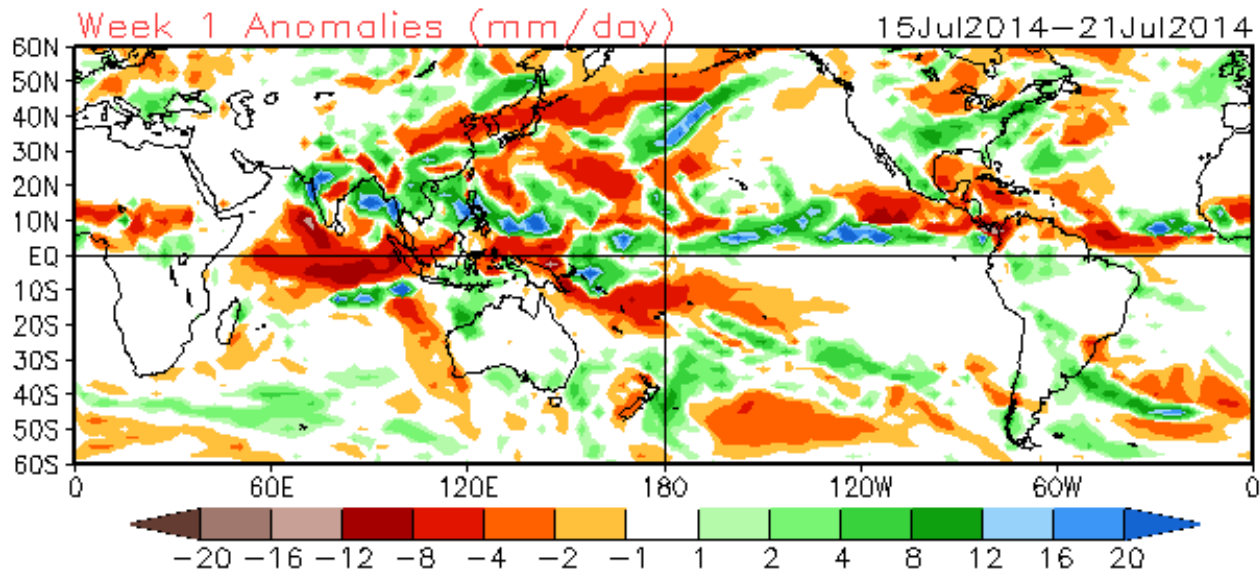 Week 1 Anomalies (mm/day) 15Jul2014-21Jul2014
60N
50N
40N
30N
20N
10N
EQ
10S
20S
30S
40S
50S
60S
0 60E 120E 180 120W 60W 0
-20 -16 -12 -8 -4 -2 -1 1 2 4 8 12 16 20